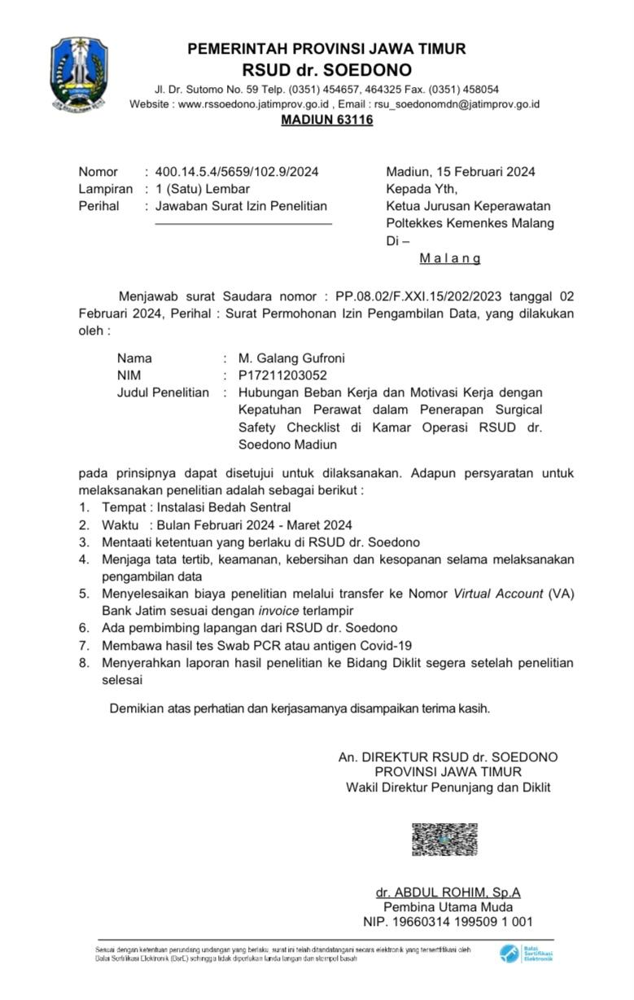 PEMERINTAH PROVINSI JAWA TIMUR
RSUD dr. SOEDONO
Jl. Dr. Sutomo No. 59 Telp. (0351) 454657, 464325 Fax. (0351) 458054
Website : www.rssoedono.jatimprov.go.id , Email : rsu_soedonomdn@jatimprov.go.id
MADIUN 63116
Nomor : 400.14.5.4/5659/102.9/2024
Lampiran : 1 (Satu) Lembar
Perihal : Jawaban Surat Izin Penelitian
Madiun, 15 Februari 2024
Kepada Yth,
Ketua Jurusan Keperawatan
Poltekkes Kemenkes Malang
Di –
M a l a n g
Menjawab surat Saudara nomor : PP.08.02/F.XXI.15/202/2023 tanggal 02
Februari 2024, Perihal : Surat Permohonan Izin Pengambilan Data, yang dilakukan
oleh :
Nama : M. Galang Gufroni
NIM : P17211203052
Judul Penelitian : Hubungan Beban Kerja dan Motivasi Kerja dengan
Kepatuhan Perawat dalam Penerapan Surgical
Safety Checklist di Kamar Operasi RSUD dr.
Soedono Madiun
pada prinsipnya dapat disetujui untuk dilaksanakan. Adapun persyaratan untuk
melaksanakan penelitian adalah sebagai berikut :
1. Tempat : Instalasi Bedah Sentral
2. Waktu : Bulan Februari 2024 - Maret 2024
3. Mentaati ketentuan yang berlaku di RSUD dr. Soedono
4. Menjaga tata tertib, keamanan, kebersihan dan kesopanan selama melaksanakan
pengambilan data
5. Menyelesaikan biaya penelitian melalui transfer ke Nomor Virtual Account (VA)
Bank Jatim sesuai dengan invoice terlampir
6. Ada pembimbing lapangan dari RSUD dr. Soedono
7. Membawa hasil tes Swab PCR atau antigen Covid-19
8. Menyerahkan laporan hasil penelitian ke Bidang Diklit segera setelah penelitian
selesai
Demikian atas perhatian dan kerjasamanya disampaikan terima kasih.
An. DIREKTUR RSUD dr. SOEDONO
PROVINSI JAWA TIMUR
Wakil Direktur Penunjang dan Diklit
dr. ABDUL ROHIM, Sp.A
Pembina Utama Muda
NIP. 19660314 199509 1 001
Sesuai dengan ketentuan perundang undangan yang berlaku, surat ini telah ditandatangani secara elektronik yang tersertifikasi oleh
Balai Sertifikasi Elektronik (BsrE) sehingga tidak diperlukan tanda tangan dan stempel basah
Balai
Sertifikasi
Elektronik